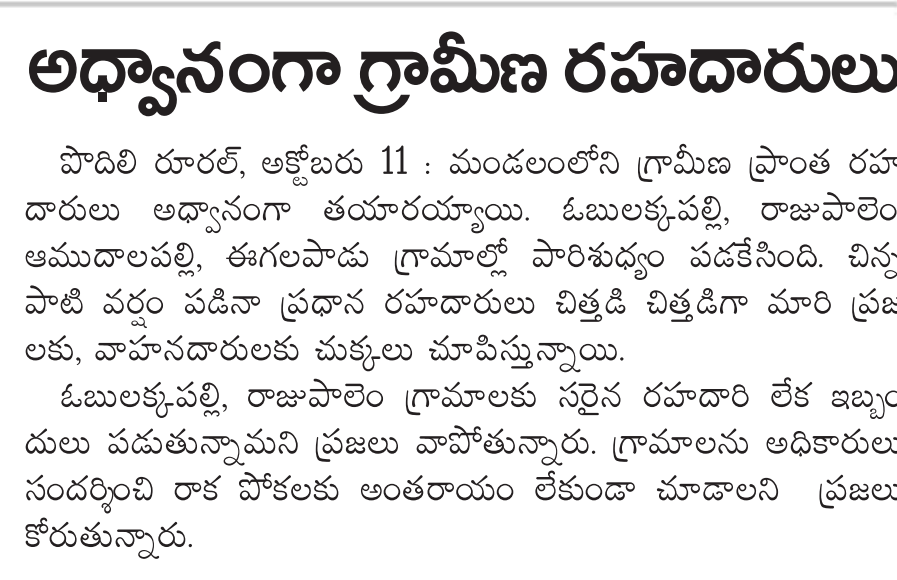 అధ్వానంగా గ్రామీణ రహదారులు
పొదిలి రూరల్, అక్టోబరు 11 : మండలంలోని గ్రామీణ ప్రాంత రహ
దారులు అధ్వానంగా తయారయ్యాయి. ఓబులక్కపల్లి, రాజుపాలెం
ఆముదాలపల్లి, ఈగలపాడు గ్రామాల్లో పారిశుధ్యం పడకేసింది. చిన్న
పాటి వర్షం పడినా ప్రధాన రహదారులు చిత్తడి చిత్తడిగా మారి ప్రజ
లకు, వాహనదారులకు చుక్కలు చూపిస్తున్నాయి.
ఓబులక్కపల్లి, రాజుపాలెం గ్రామాలకు సరైన రహదారి లేక ఇబ్బం
దులు పడుతున్నామని ప్రజలు వాపోతున్నారు. గ్రామాలను అధికారులు
సందర్శించి రాక పోకలకు అంతరాయం లేకుండా చూడాలని ప్రజలు
కోరుతున్నారు.